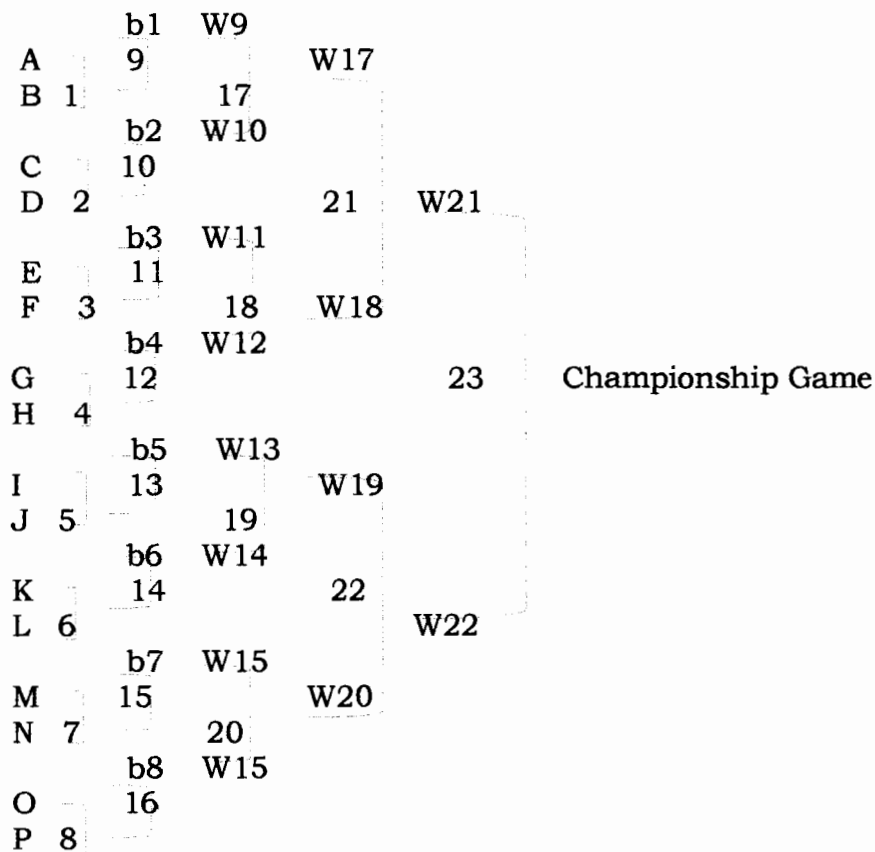 b1 W9
A 9 W17
B 1 17
b2 W10
C 10
D 2 21 W21
b3 W11
E 11
F 3 18 W18
b4 W12
G 12 23 Championship Game
H 4
b5 W13
I 13 W19
J 5 19
b6 W14
K 14 22
L 6 W22
b7 W15
M 15 W20
N 7 20
b8 W15
O 16
P 8